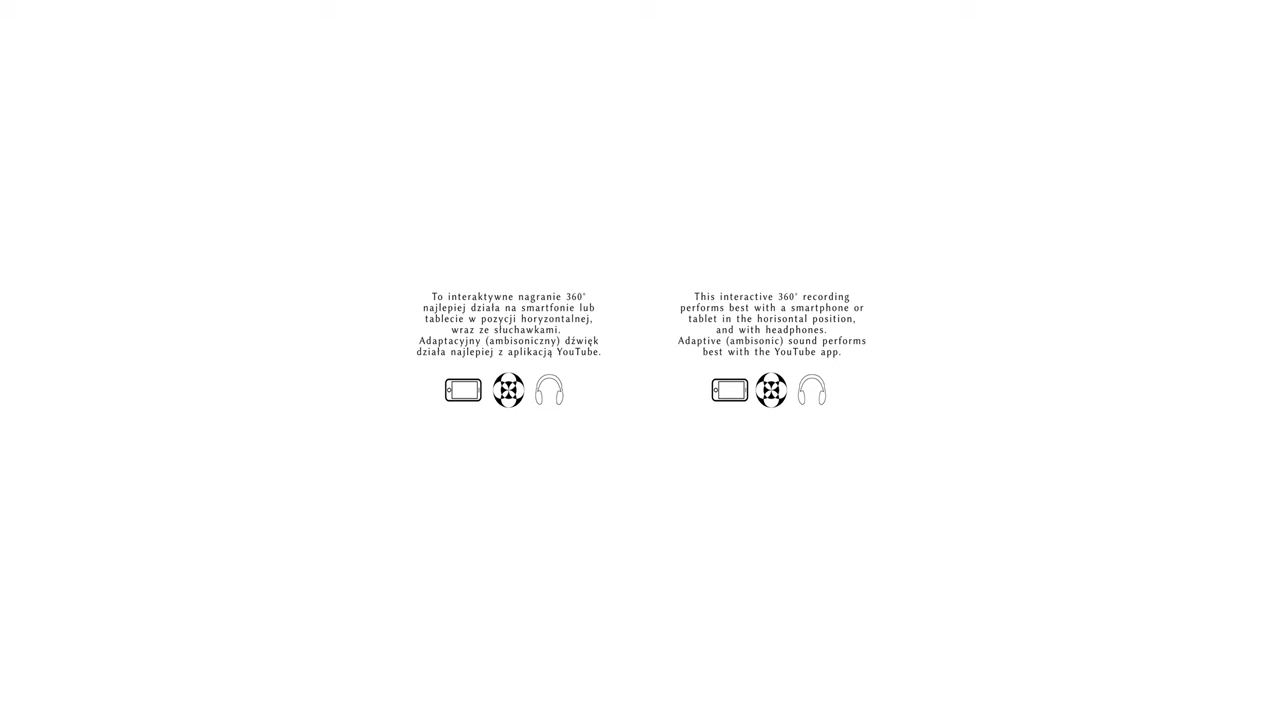 To interaktywne nagranie 360°
najlepiej działa na smartfonie lub
tablecie w pozycji horyzontalnej,
wraz ze słuchawkami.
Adaptacyjny (ambisoniczny) dźwięk
działa najlepiej z aplikacją YouTube.
This interactive 360° recording
performs best with a smartphone or
tablet in the horisontal position,
and with headphones.
Adaptive (ambisonic) sound performs
best with the YouTube app.